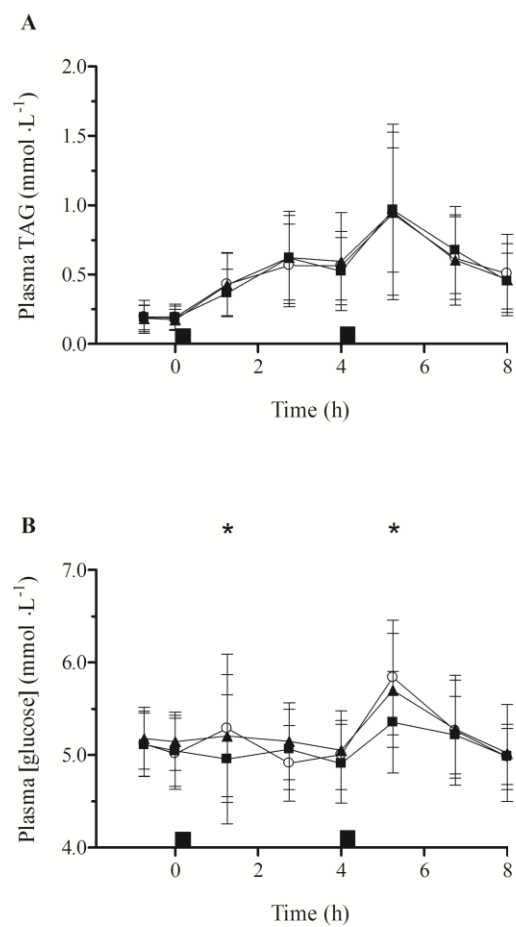 A
Plasma TAG (mmol ·L⁻¹)
2.0
1.5
1.0
0.5
0.0
0 2 4 6 8
Time (h)
B
* *
Plasma [glucose] (mmol ·L⁻¹)
7.0
6.0
5.0
4.0
0 2 4 6 8
Time (h)